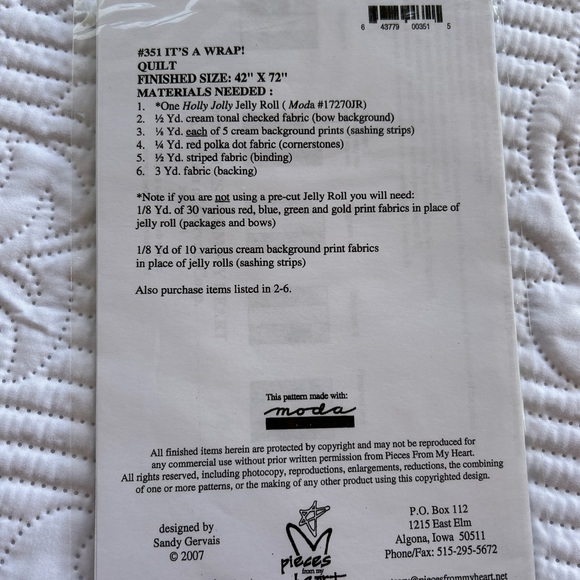 6 43779 00351 5
#351 IT'S A WRAP!
QUILT
FINISHED SIZE: 42" X 72"
MATERIALS NEEDED :
1. *One Holly Jolly Jelly Roll ( Moda #17270JR)
2. ½ Yd. cream tonal checked fabric (bow background)
3. ⅛ Yd. each of 5 cream background prints (sashing strips)
4. ¼ Yd. red polka dot fabric (cornerstones)
5. ½ Yd. striped fabric (binding)
6. 3 Yd. fabric (backing)
*Note if you are not using a pre-cut Jelly Roll you will need:
1/8 Yd. of 30 various red, blue, green and gold print fabrics in place of
jelly roll (packages and bows)
1/8 Yd of 10 various cream background print fabrics
in place of jelly rolls (sashing strips)
Also purchase items listed in 2-6.
This pattern made with:
moda
All finished items herein are protected by copyright and may not be reproduced for
any commercial use without prior written permission from Pieces From My Heart.
All rights reserved, including photocopy, reproductions, enlargements, reductions, the combining
of one or more patterns, or the making of any other product using this copyrighted design.
designed by
Sandy Gervais
© 2007
pieces
from my
heart
P.O. Box 112
1215 East Elm
Algona, Iowa 50511
Phone/Fax: 515-295-5672
@piecesfrommyheart.net